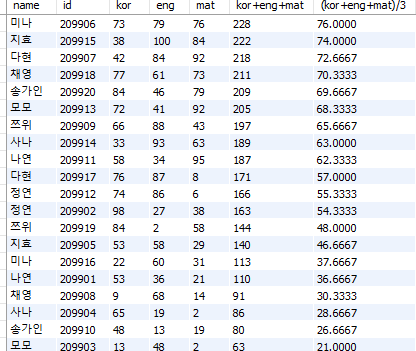 name id kor eng mat kor+eng+mat (kor+eng+mat)/3
미나 209906 73 79 76 228 76.0000
지효 209915 38 100 84 222 74.0000
다현 209907 42 84 92 218 72.6667
채영 209918 77 61 73 211 70.3333
송가인 209920 84 46 79 209 69.6667
모모 209913 72 41 92 205 68.3333
쯔위 209909 66 88 43 197 65.6667
사나 209914 33 93 63 189 63.0000
나연 209911 58 34 95 187 62.3333
다현 209917 76 87 8 171 57.0000
정연 209912 74 86 6 166 55.3333
정연 209902 98 27 38 163 54.3333
쯔위 209919 84 2 58 144 48.0000
지효 209905 53 58 29 140 46.6667
미나 209916 22 60 31 113 37.6667
나연 209901 53 36 21 110 36.6667
채영 209908 9 68 14 91 30.3333
사나 209904 65 19 2 86 28.6667
송가인 209910 48 13 19 80 26.6667
모모 209903 13 48 2 63 21.0000